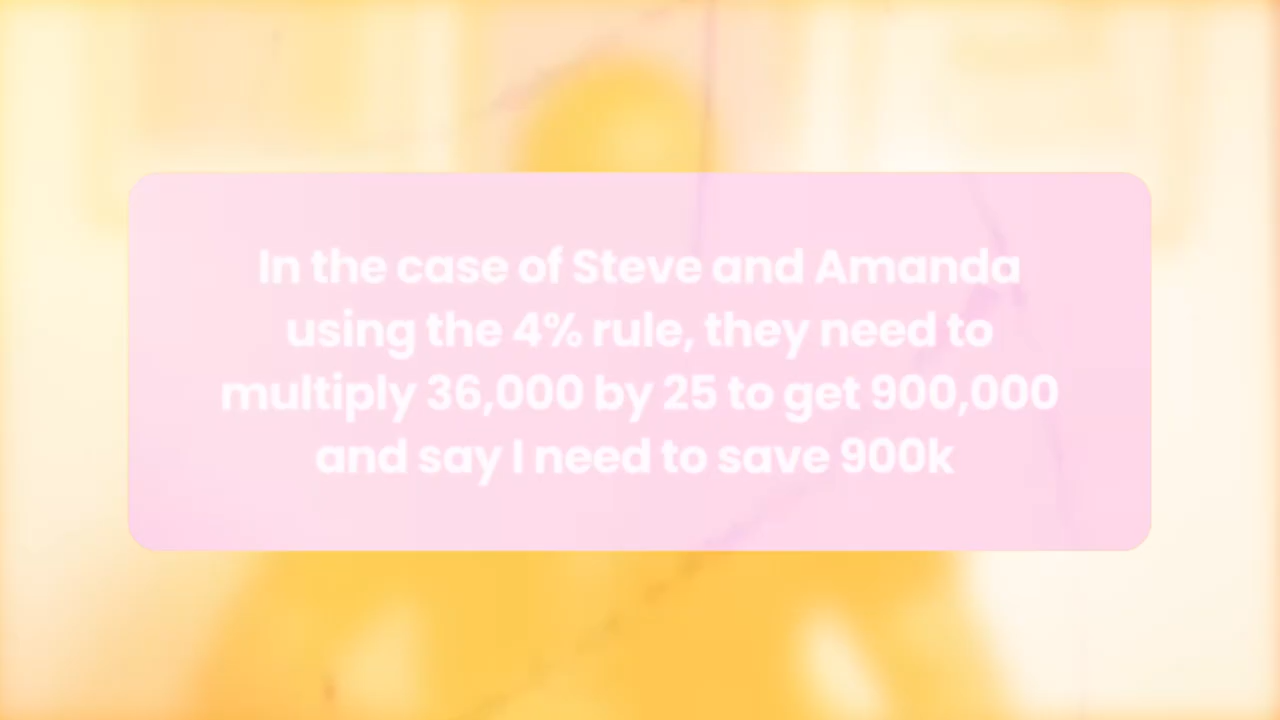 In the case of Steve and Amanda
using the 4% rule, they need to
multiply 36,000 by 25 to get 900,000
and say I need to save 900k